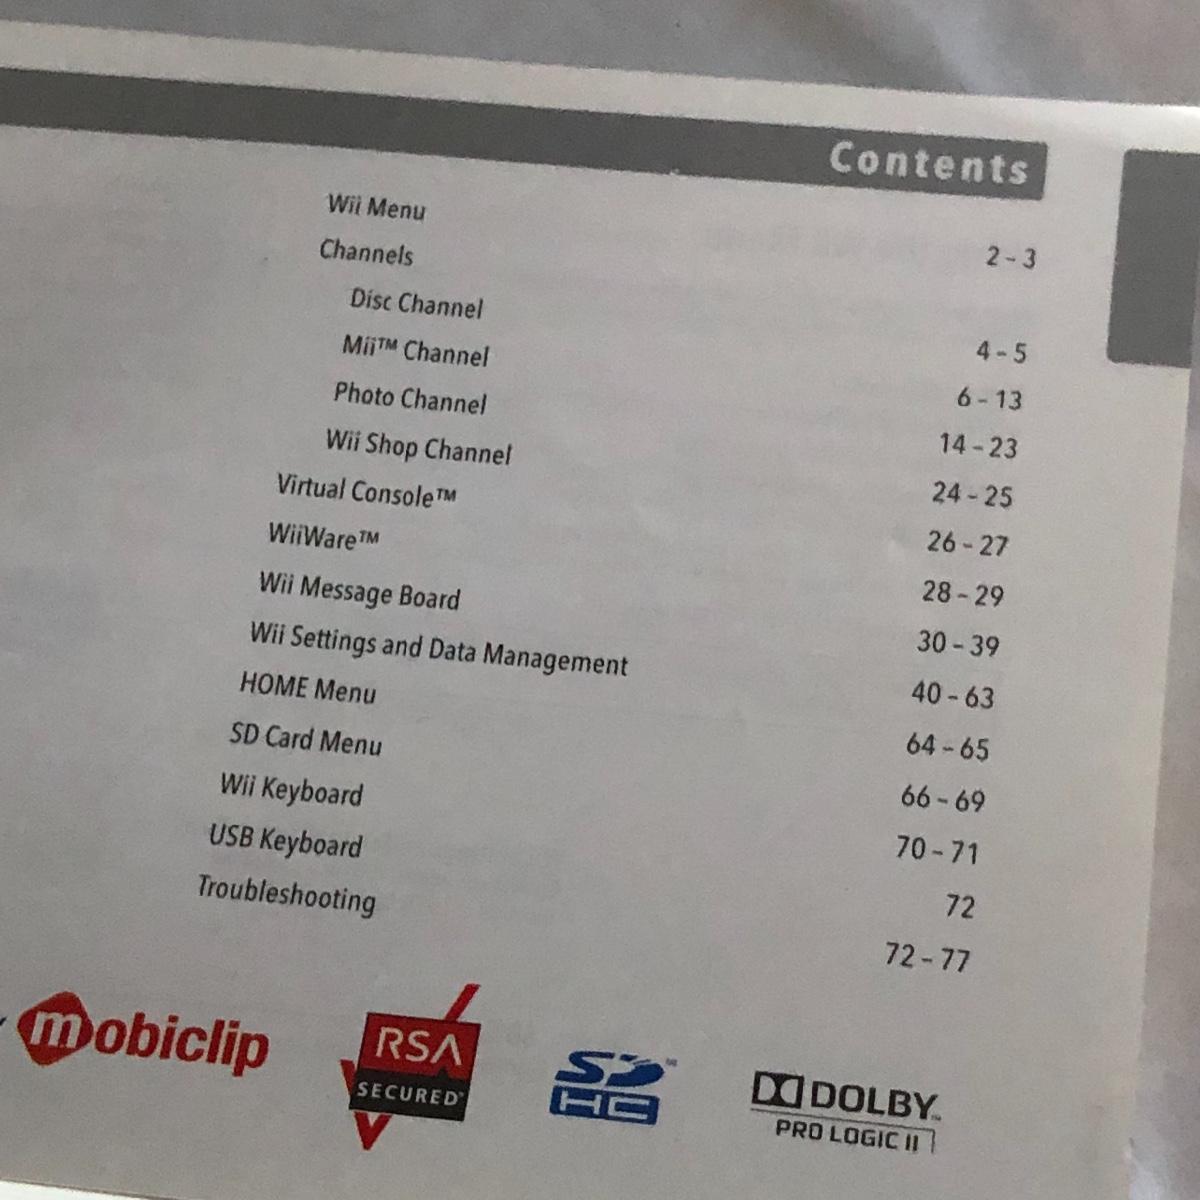 Contents
Wii Menu 2 - 3
Channels
Disc Channel 4 - 5
Mii™ Channel 6 - 13
Photo Channel 14 - 23
Wii Shop Channel 24 - 25
Virtual Console™ 26 - 27
WiiWare™ 28 - 29
Wii Message Board 30 - 39
Wii Settings and Data Management 40 - 63
HOME Menu 64 - 65
SD Card Menu 66 - 69
Wii Keyboard 70 - 71
USB Keyboard 72
Troubleshooting 72 - 77
mobiclip
RSA
SECURED
SD™
HC
DOLBY™
PRO LOGIC II